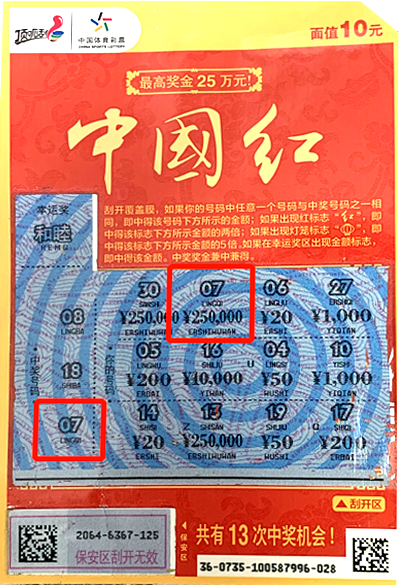 顶呱刮
中国体育彩票
CHINA SPORTS LOTTERY
面值10元
最高奖金25万元!
中國红
刮开覆盖膜，如果你的号码中任意一个号码与中奖号码之一相
同，即中得该号码下方所示的金额；如果出现红标志“红”，即
中得该标志下方所示金额的两倍；如果出现灯笼标志“ ”，即
中得该标志下方所示金额的5倍。如果在幸运奖区出现金额标志，
即中得该金额。中奖奖金兼中兼得。
幸运奖
和睦
HEMU
中奖号码
08
LINGBA
18
SHIBA
07
LINGQI
你的号码
30 07 06 27
SANSHI LINGQI LINGLIU ERSHIQI
¥250,000 ¥250,000 ¥20 ¥1,000
ERSHIWUWAN ERSHIWUWAN ERSHI YIQIAN
05 16 04 10
LINGWU SHILIU U LINGSI YISHI
¥200 ¥10,000 ¥50 ¥1,000
ERBAI YIWAN WUSHI YIQIAN
14 13 19 17
SHISI Z SHISAN SHIJIU Q SHIQI
¥20 ¥250,000 ¥50 ¥200
ERSHI ERSHIWUWAN WUSHI ERBAI
▲刮开区
2064-6367-125
保安区刮开无效
保安区
共有13次中奖机会!
36-0735-100587996-028